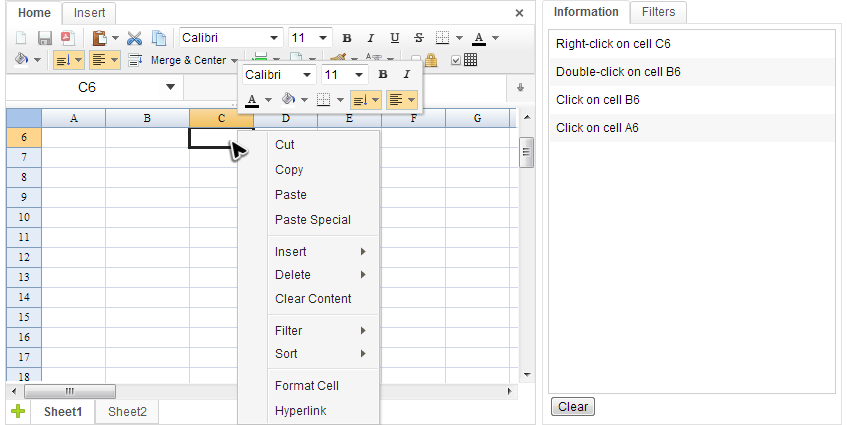 Home Insert
Calibri 11 B I U S A
Merge & Center
Calibri 11 B I
C6
A
A B C D E F G
6
7
8
9
10
11
12
13
14
15
16
17
18
Cut
Copy
Paste
Paste Special
Insert
Delete
Clear Content
Filter
Sort
Format Cell
Hyperlink
Sheet1 Sheet2
Information Filters
Right-click on cell C6
Double-click on cell B6
Click on cell B6
Click on cell A6
Clear